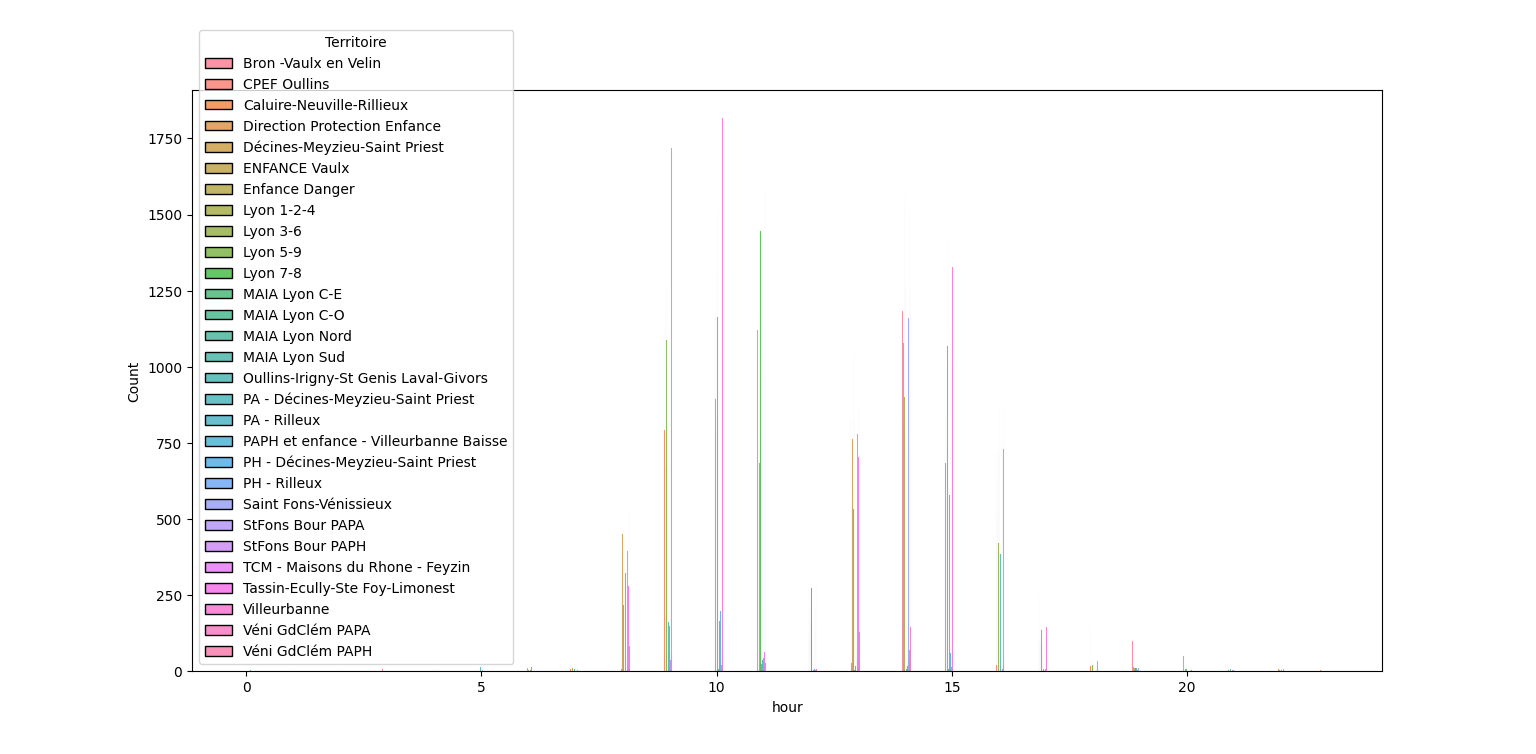 Territoire
Bron -Vaulx en Velin
CPEF Oullins
Caluire-Neuville-Rillieux
Direction Protection Enfance
Décines-Meyzieu-Saint Priest
ENFANCE Vaulx
Enfance Danger
Lyon 1-2-4
Lyon 3-6
Lyon 5-9
Lyon 7-8
MAIA Lyon C-E
MAIA Lyon C-O
MAIA Lyon Nord
MAIA Lyon Sud
Oullins-Irigny-St Genis Laval-Givors
PA - Décines-Meyzieu-Saint Priest
PA - Rilleux
PAPH et enfance - Villeurbanne Baisse
PH - Décines-Meyzieu-Saint Priest
PH - Rilleux
Saint Fons-Vénissieux
StFons Bour PAPA
StFons Bour PAPH
TCM - Maisons du Rhone - Feyzin
Tassin-Ecully-Ste Foy-Limonest
Villeurbanne
Véni GdClém PAPA
Véni GdClém PAPH
1750
1500
1250
1000
750
500
250
0
Count
0 5 10 15 20
hour